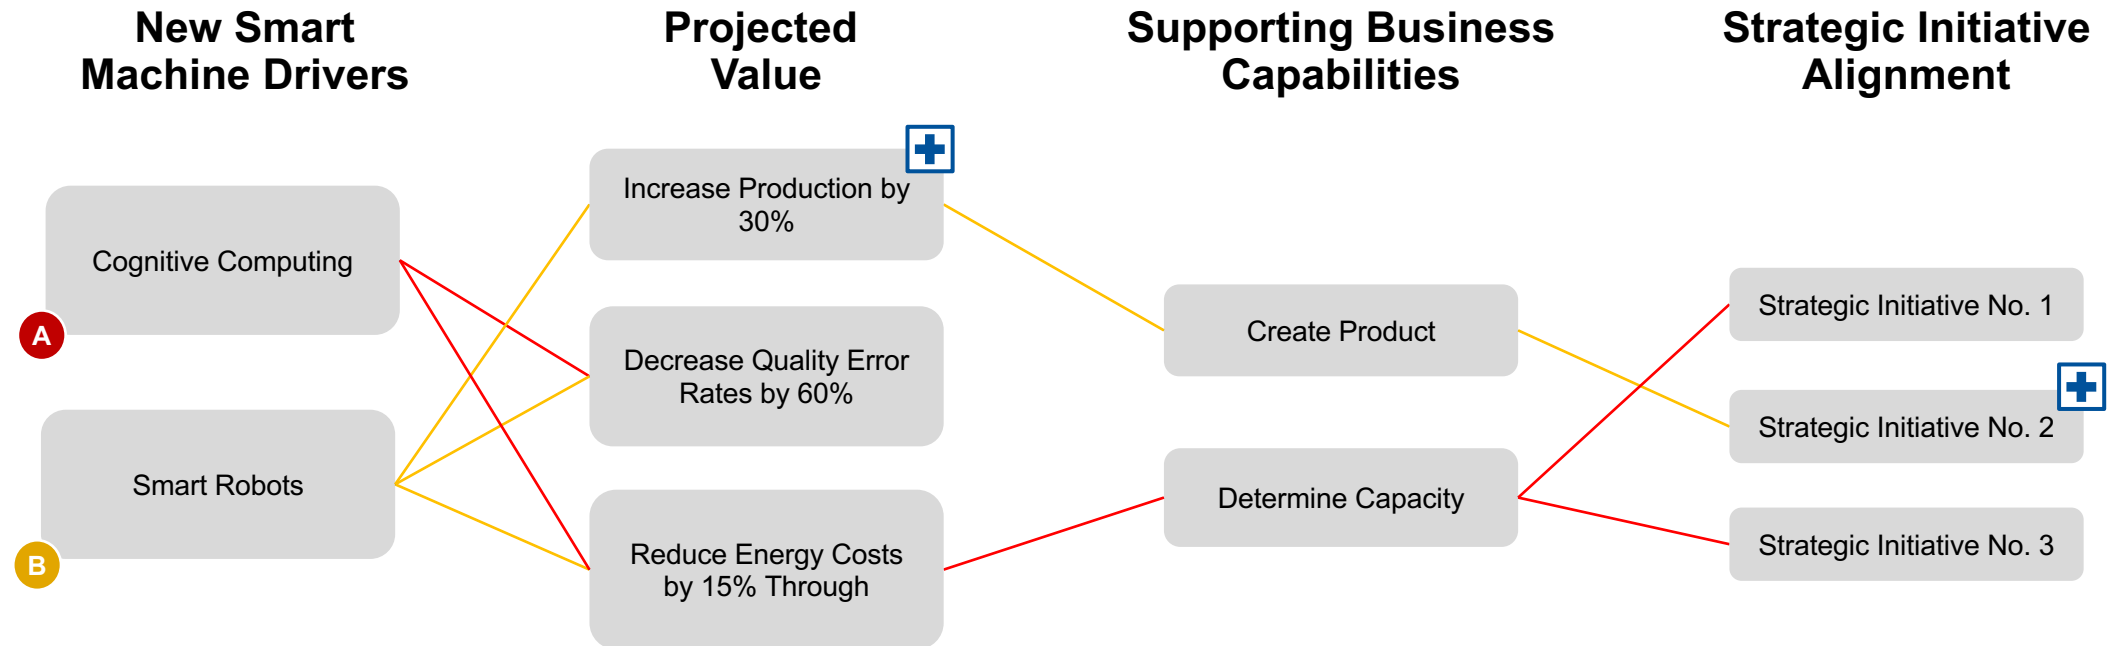 New Smart
Machine Drivers
Projected
Value
Supporting Business
Capabilities
Strategic Initiative
Alignment
Cognitive Computing
A
Smart Robots
B
Increase Production by
30%
Decrease Quality Error
Rates by 60%
Reduce Energy Costs
by 15% Through
Create Product
Determine Capacity
Strategic Initiative No. 1
Strategic Initiative No. 2
Strategic Initiative No. 3